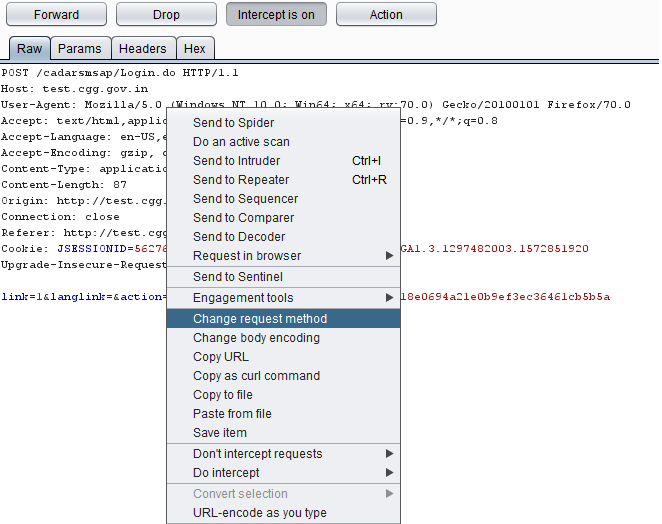 Forward Drop Intercept is on Action
Raw Params Headers Hex
POST /cadarsmsap/Login.do HTTP/1.1
Host: test.cgg.gov.in
User-Agent: Mozilla/5.0 (Windows NT 10.0; Win64; x64; rv:70.0) Gecko/20100101 Firefox/70.0
Accept: text/html,applic =0.9,*/*;q=0.8
Accept-Language: en-US,e
Accept-Encoding: gzip, d
Content-Type: applicatio
Content-Length: 87
Origin: http://test.cgg.
Connection: close
Referer: http://test.cgg
Cookie: JSESSIONID=56276 GA1.3.1297482003.1572851920
Upgrade-Insecure-Request
link=1&langlink=&action= 18e0694a21e0b9ef3ec36461cb5b5a
Send to Spider
Do an active scan
Send to Intruder Ctrl+I
Send to Repeater Ctrl+R
Send to Sequencer
Send to Comparer
Send to Decoder
Request in browser
Send to Sentinel
Engagement tools
Change request method
Change body encoding
Copy URL
Copy as curl command
Copy to file
Paste from file
Save item
Don't intercept requests
Do intercept
Convert selection
URL-encode as you type